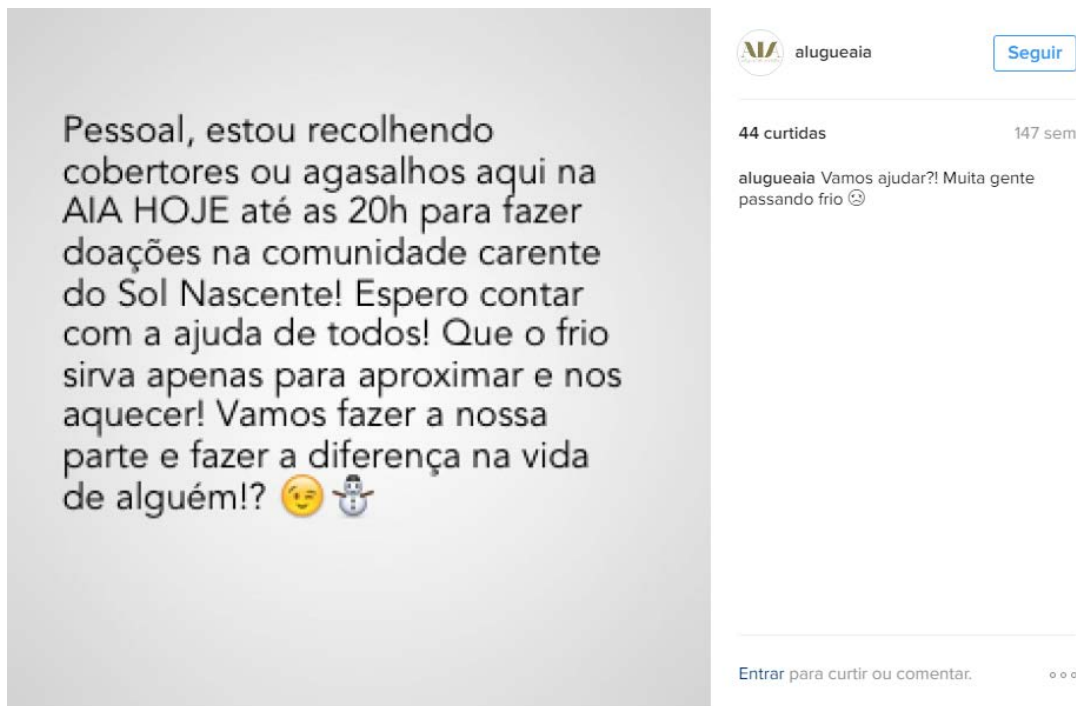 Pessoal, estou recolhendo
cobertores ou agasalhos aqui na
AIA HOJE até as 20h para fazer
doações na comunidade carente
do Sol Nascente! Espero contar
com a ajuda de todos! Que o frio
sirva apenas para aproximar e nos
aquecer! Vamos fazer a nossa
parte e fazer a diferença na vida
de alguém!? 😉⛄
AIA
alugueaia
Seguir
44 curtidas
147 sem
alugueaia Vamos ajudar?! Muita gente
passando frio ☹
Entrar para curtir ou comentar.